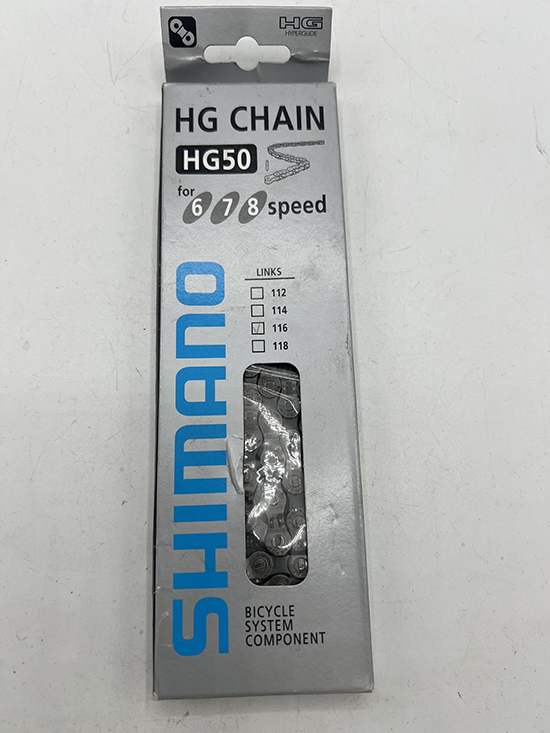 HG
HYPERGLIDE
HG CHAIN
HG50
for
6 7 8 speed
SHIMANO
LINKS
112
114
116
118
BICYCLE
SYSTEM
COMPONENT